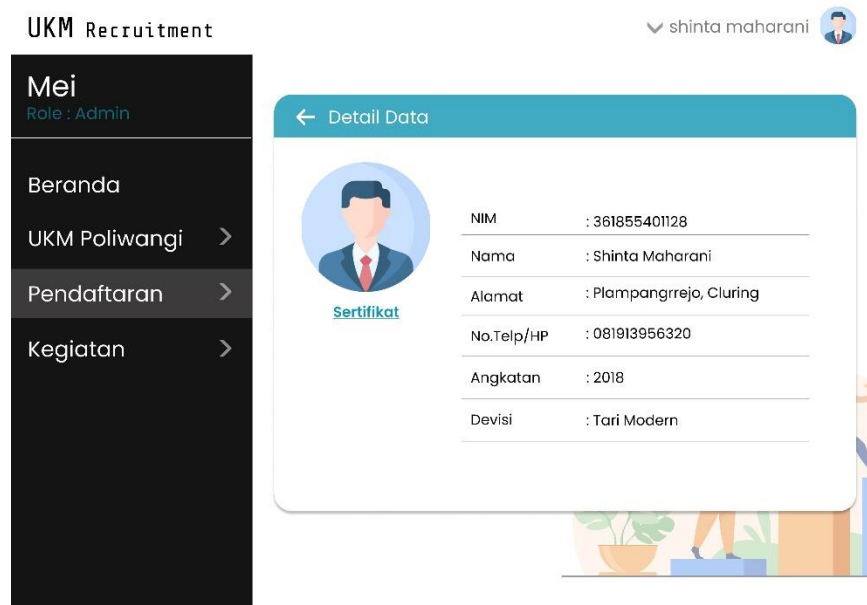 UKM Recruitment
shinta maharani
Mei
Role : Admin
Beranda
UKM Poliwangi
Pendaftaran
Kegiatan
Detail Data
Sertifikat
NIM : 361855401128
Nama : Shinta Maharani
Alamat : Plampangrrejo, Cluring
No.Telp/HP : 081913956320
Angkatan : 2018
Devisi : Tari Modern